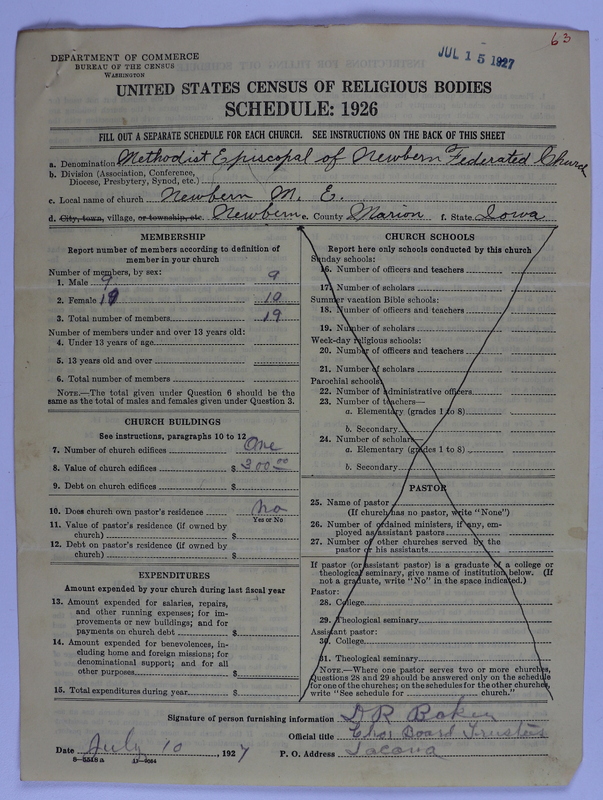 63
JUL 15 1927
DEPARTMENT OF COMMERCE
BUREAU OF THE CENSUS
WASHINGTON
UNITED STATES CENSUS OF RELIGIOUS BODIES
SCHEDULE: 1926
FILL OUT A SEPARATE SCHEDULE FOR EACH CHURCH. SEE INSTRUCTIONS ON THE BACK OF THIS SHEET
a. Denomination Methodist Episcopal of Newbern Federated Church
b. Division (Association, Conference,
Diocese, Presbytery, Synod, etc.)
c. Local name of church Newbern M. E.
d. City, town, village, or township, etc. Newbern e. County Marion f. State Iowa
MEMBERSHIP
Report number of members according to definition of
member in your church
Number of members, by sex:
1. Male 9 9
2. Female 10 10
3. Total number of members 19
Number of members under and over 13 years old:
4. Under 13 years of age
5. 13 years old and over
6. Total number of members
NOTE.—The total given under Question 6 should be the
same as the total of males and females given under Question 3.
CHURCH BUILDINGS
See instructions, paragraphs 10 to 12
7. Number of church edifices One
8. Value of church edifices $ 300 00
9. Debt on church edifices $
10. Does church own pastor's residence No
Yes or No
11. Value of pastor's residence (if owned by
church) $
12. Debt on pastor's residence (if owned by
church) $
EXPENDITURES
Amount expended by your church during last fiscal year
13. Amount expended for salaries, repairs,
and other running expenses; for im-
provements or new buildings; and for
payments on church debt $
14. Amount expended for benevolences, in-
cluding home and foreign missions; for
denominational support; and for all
other purposes $
15. Total expenditures during year $
CHURCH SCHOOLS
Report here only schools conducted by this church
Sunday schools:
16. Number of officers and teachers
17. Number of scholars
Summer vacation Bible schools:
18. Number of officers and teachers
19. Number of scholars
Week-day religious schools:
20. Number of officers and teachers
21. Number of scholars
Parochial schools:
22. Number of administrative officers
23. Number of teachers—
a. Elementary (grades 1 to 8)
b. Secondary
24. Number of scholars—
a. Elementary (grades 1 to 8)
b. Secondary
PASTOR
25. Name of pastor
(If church has no pastor, write "None")
26. Number of ordained ministers, if any, em-
ployed as assistant pastors
27. Number of other churches served by the
pastor or his assistants
If pastor (or assistant pastor) is a graduate of a college or
theological seminary, give name of institution below. (If
not a graduate, write "No" in the space indicated.)
Pastor:
28. College
29. Theological seminary
Assistant pastor:
30. College
31. Theological seminary
NOTE.—Where one pastor serves two or more churches,
Questions 28 and 29 should be answered only on the schedule
for one of the churches; on the schedules for the other churches,
write "See schedule for church."
Signature of person furnishing information D R Baker
Official title Chor Board Trustees
Date July 10, 1927 P. O. Address Lacona
8—5548a 11—9064